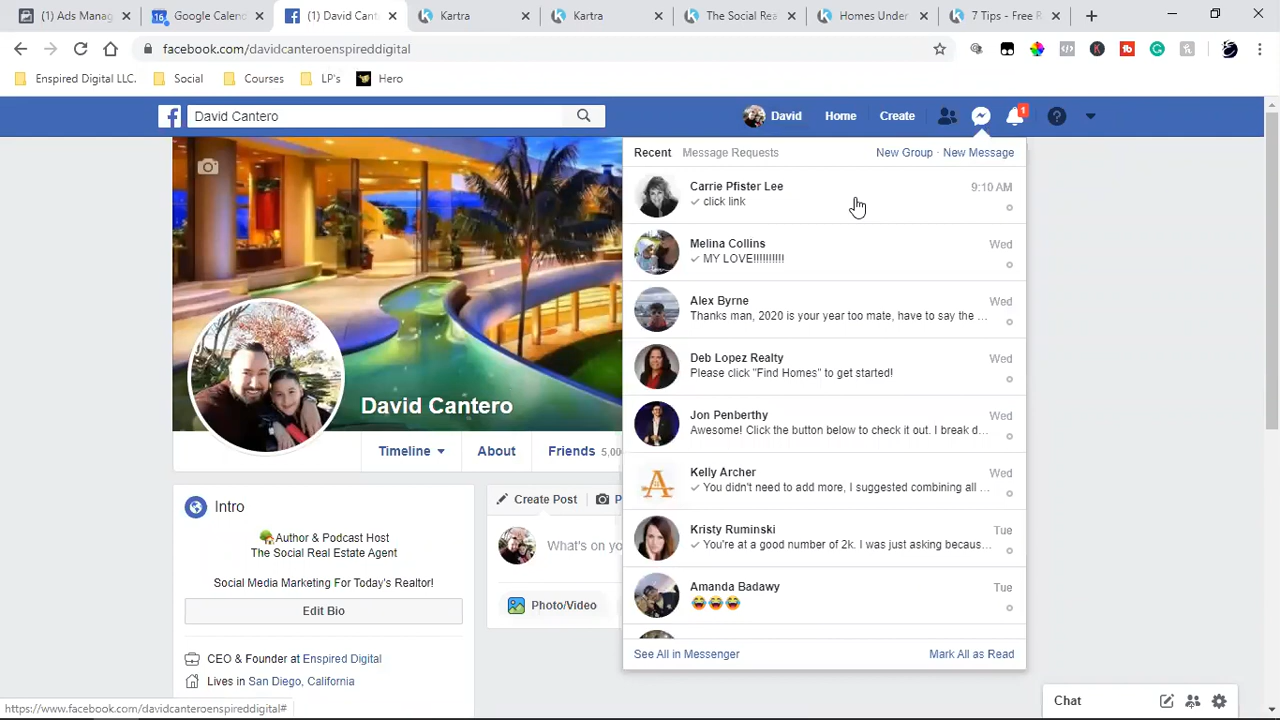 (1) Ads Manag
16 Google Calend
(1) David Cant
Kartra
Kartra
The Social Rea
Homes Under
7 Tips - Free R
facebook.com/davidcanteroenspireddigital
Enspired Digital LLC.
Social
Courses
LP's
Hero
David Cantero
David
Home
Create
1
Recent
Message Requests
New Group · New Message
Carrie Pfister Lee
9:10 AM
click link
Melina Collins
Wed
MY LOVE!!!!!!!!!!
Alex Byrne
Wed
Thanks man, 2020 is your year too mate, have to say the ...
Deb Lopez Realty
Wed
Please click "Find Homes" to get started!
Jon Penberthy
Wed
Awesome! Click the button below to check it out. I break d...
Kelly Archer
Wed
You didn't need to add more, I suggested combining all ...
Kristy Ruminski
Tue
You're at a good number of 2k. I was just asking becaus...
Amanda Badawy
Tue
See All in Messenger
Mark All as Read
David Cantero
Timeline
About
Friends 5,00
Intro
Author & Podcast Host
The Social Real Estate Agent
Social Media Marketing For Today's Realtor!
Edit Bio
CEO & Founder at Enspired Digital
Lives in San Diego, California
Create Post
P
What's on yo
Photo/Video
Chat
https://www.facebook.com/davidcanteroenspireddigital#